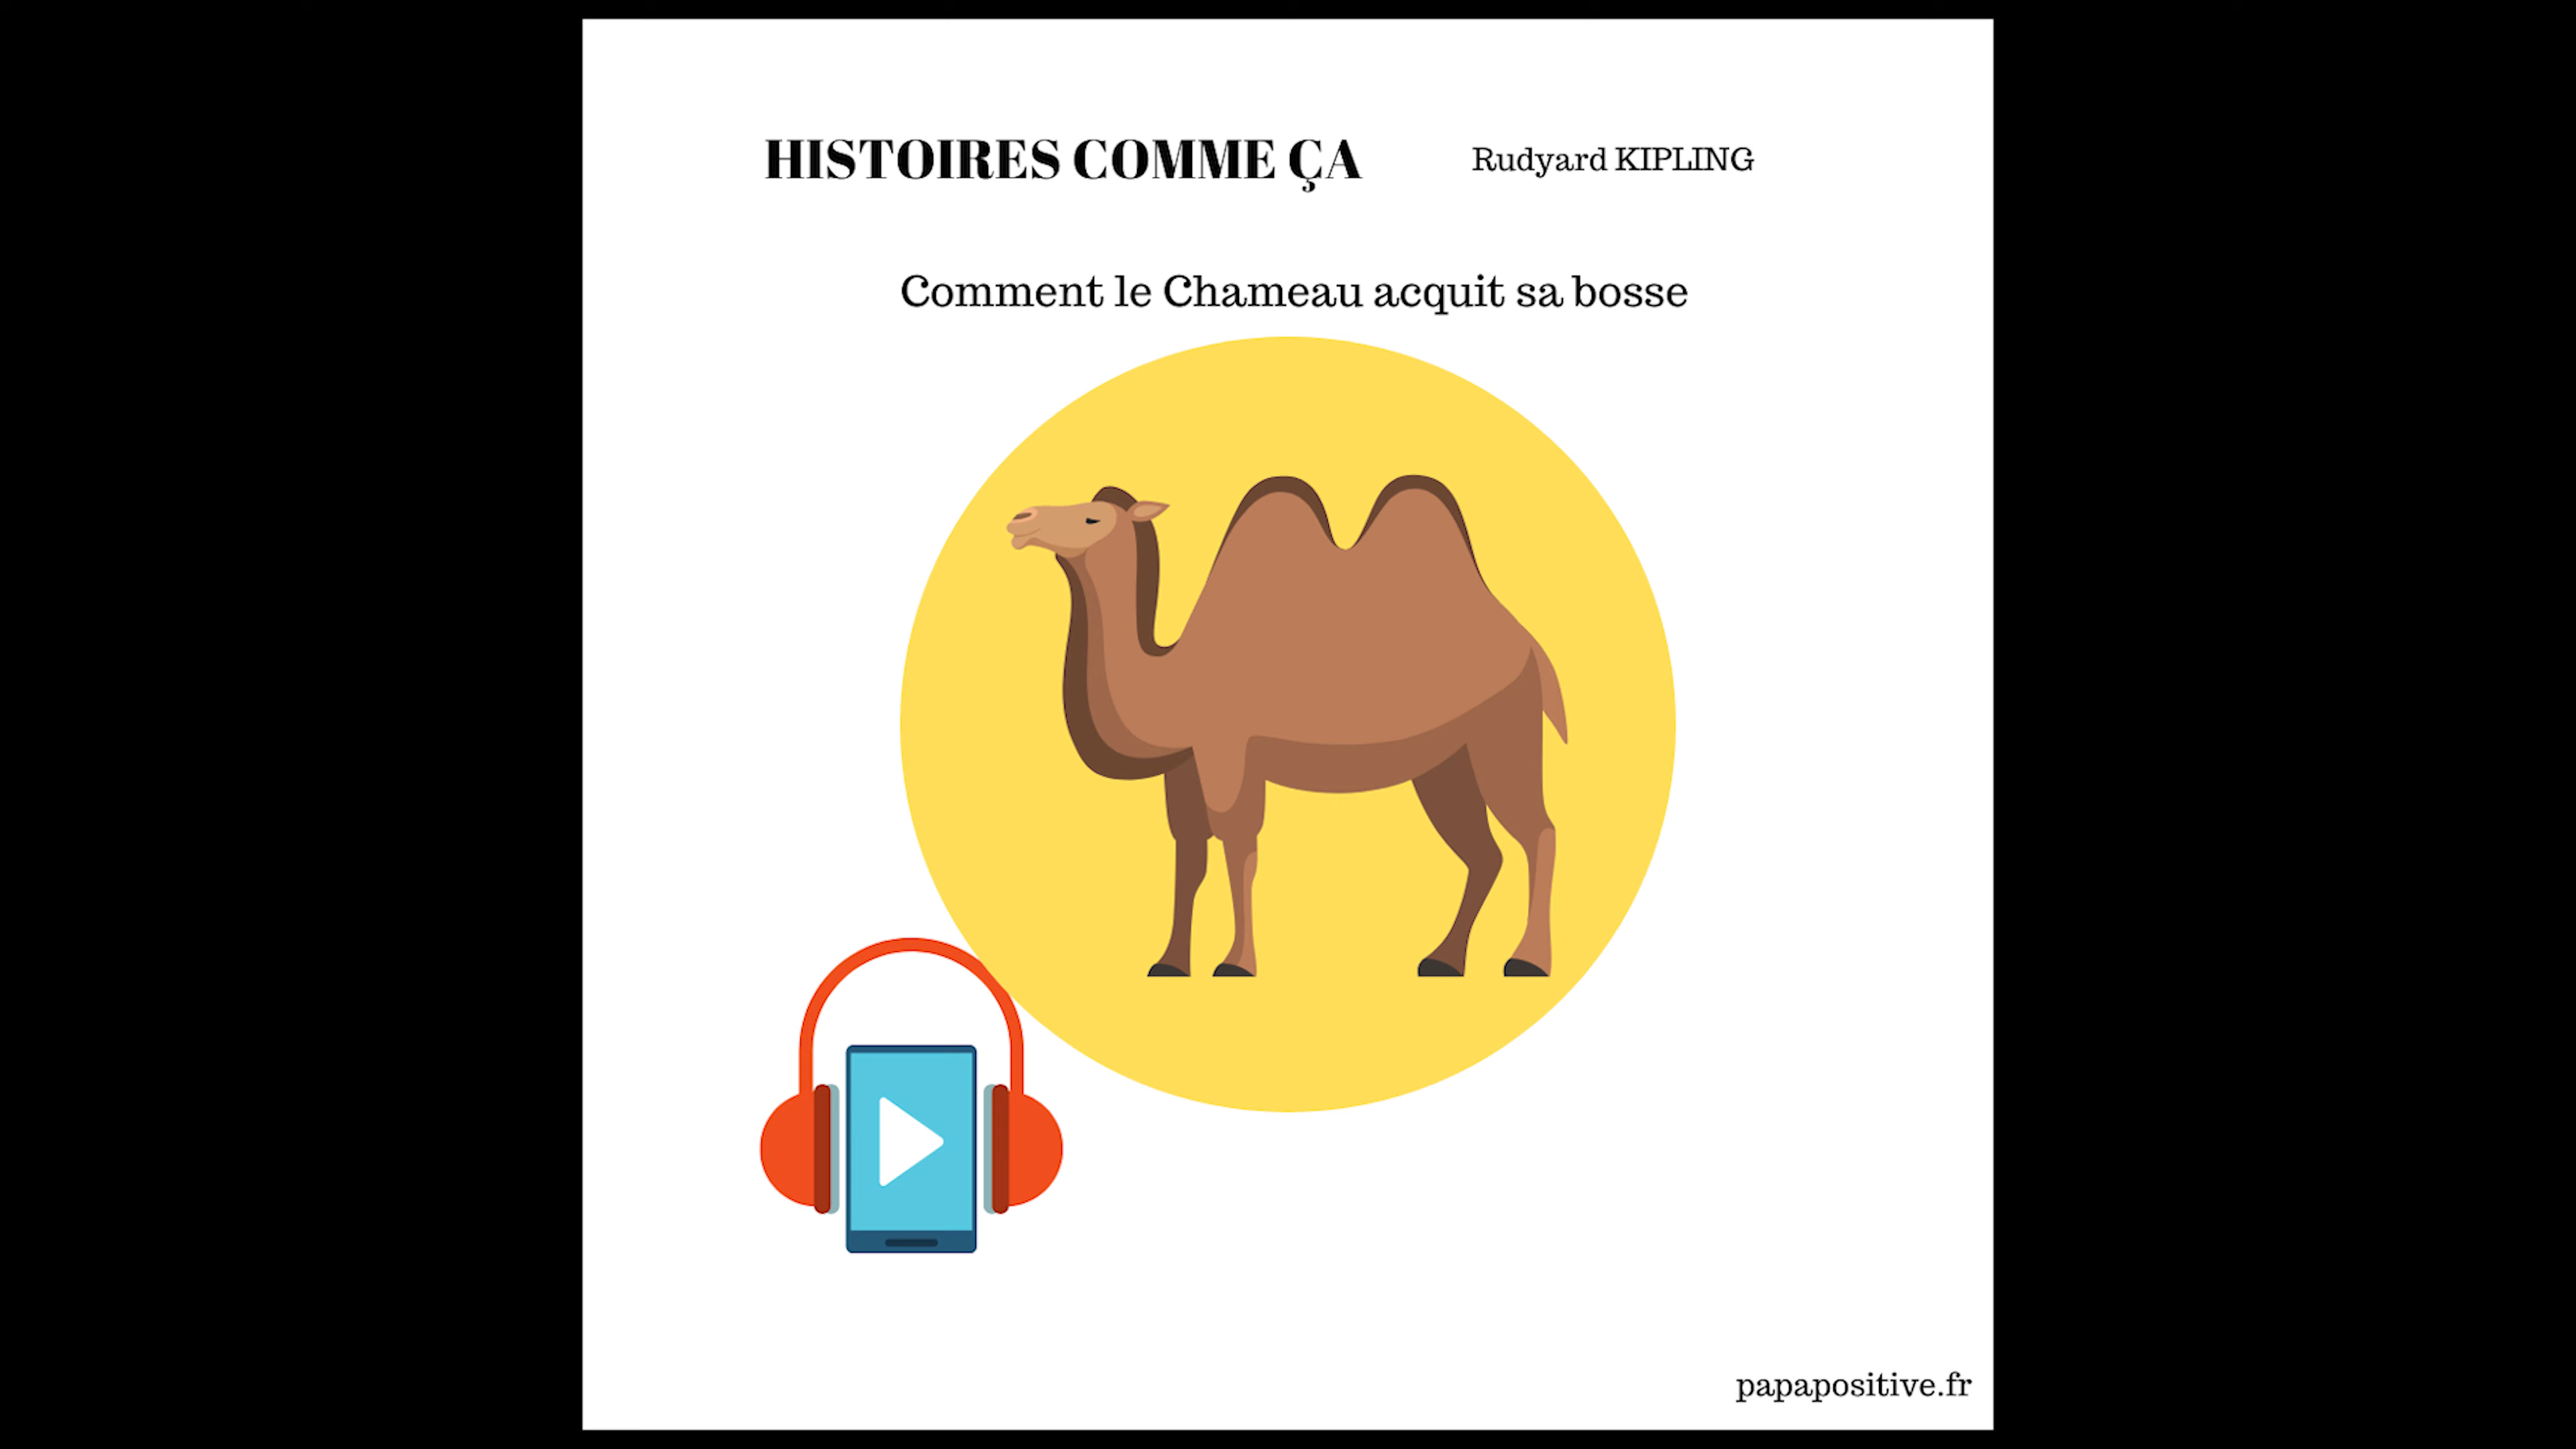 HISTOIRES COMME ÇA Rudyard KIPLING
Comment le Chameau acquit sa bosse
papapositive.fr